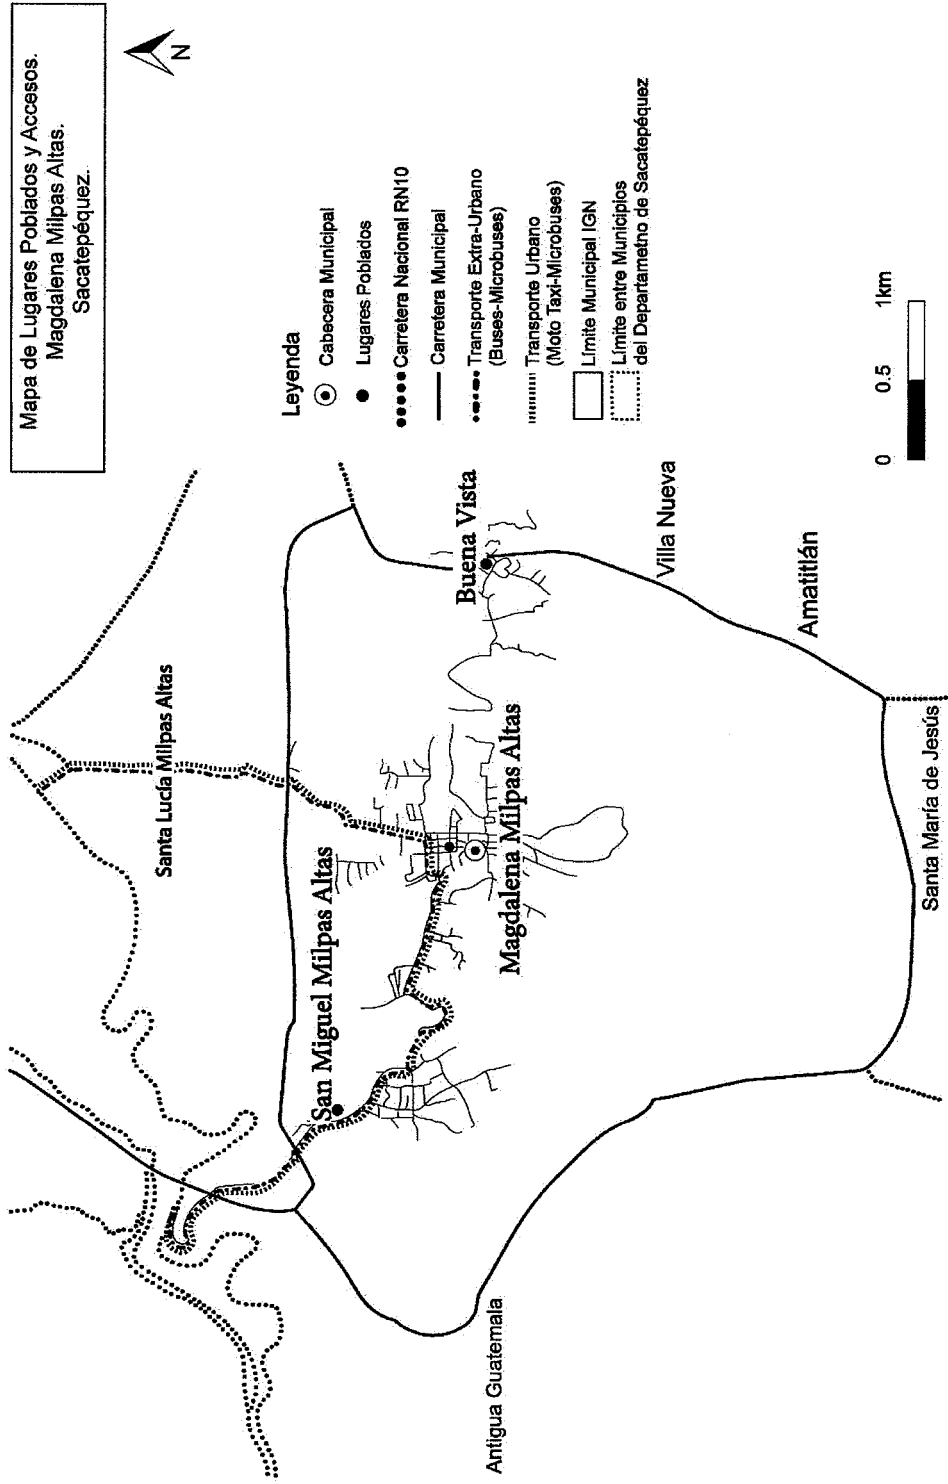 Mapa de Lugares Poblados y Accesos.
Magdalena Milpas Altas.
Sacatepéquez.
N
Leyenda
Cabecera Municipal
Lugares Poblados
Carretera Nacional RN10
Carretera Municipal
Transporte Extra-Urbano
(Buses-Microbuses)
Transporte Urbano
(Moto Taxi-Microbuses)
Límite Municipal IGN
Límite entre Municipios
del Departametno de Sacatepéquez
0 0.5 1km
Santa Lucía Milpas Altas
San Miguel Milpas Altas
Buena Vista
Magdalena Milpas Altas
Antigua Guatemala
Villa Nueva
Amatitlán
Santa María de Jesús